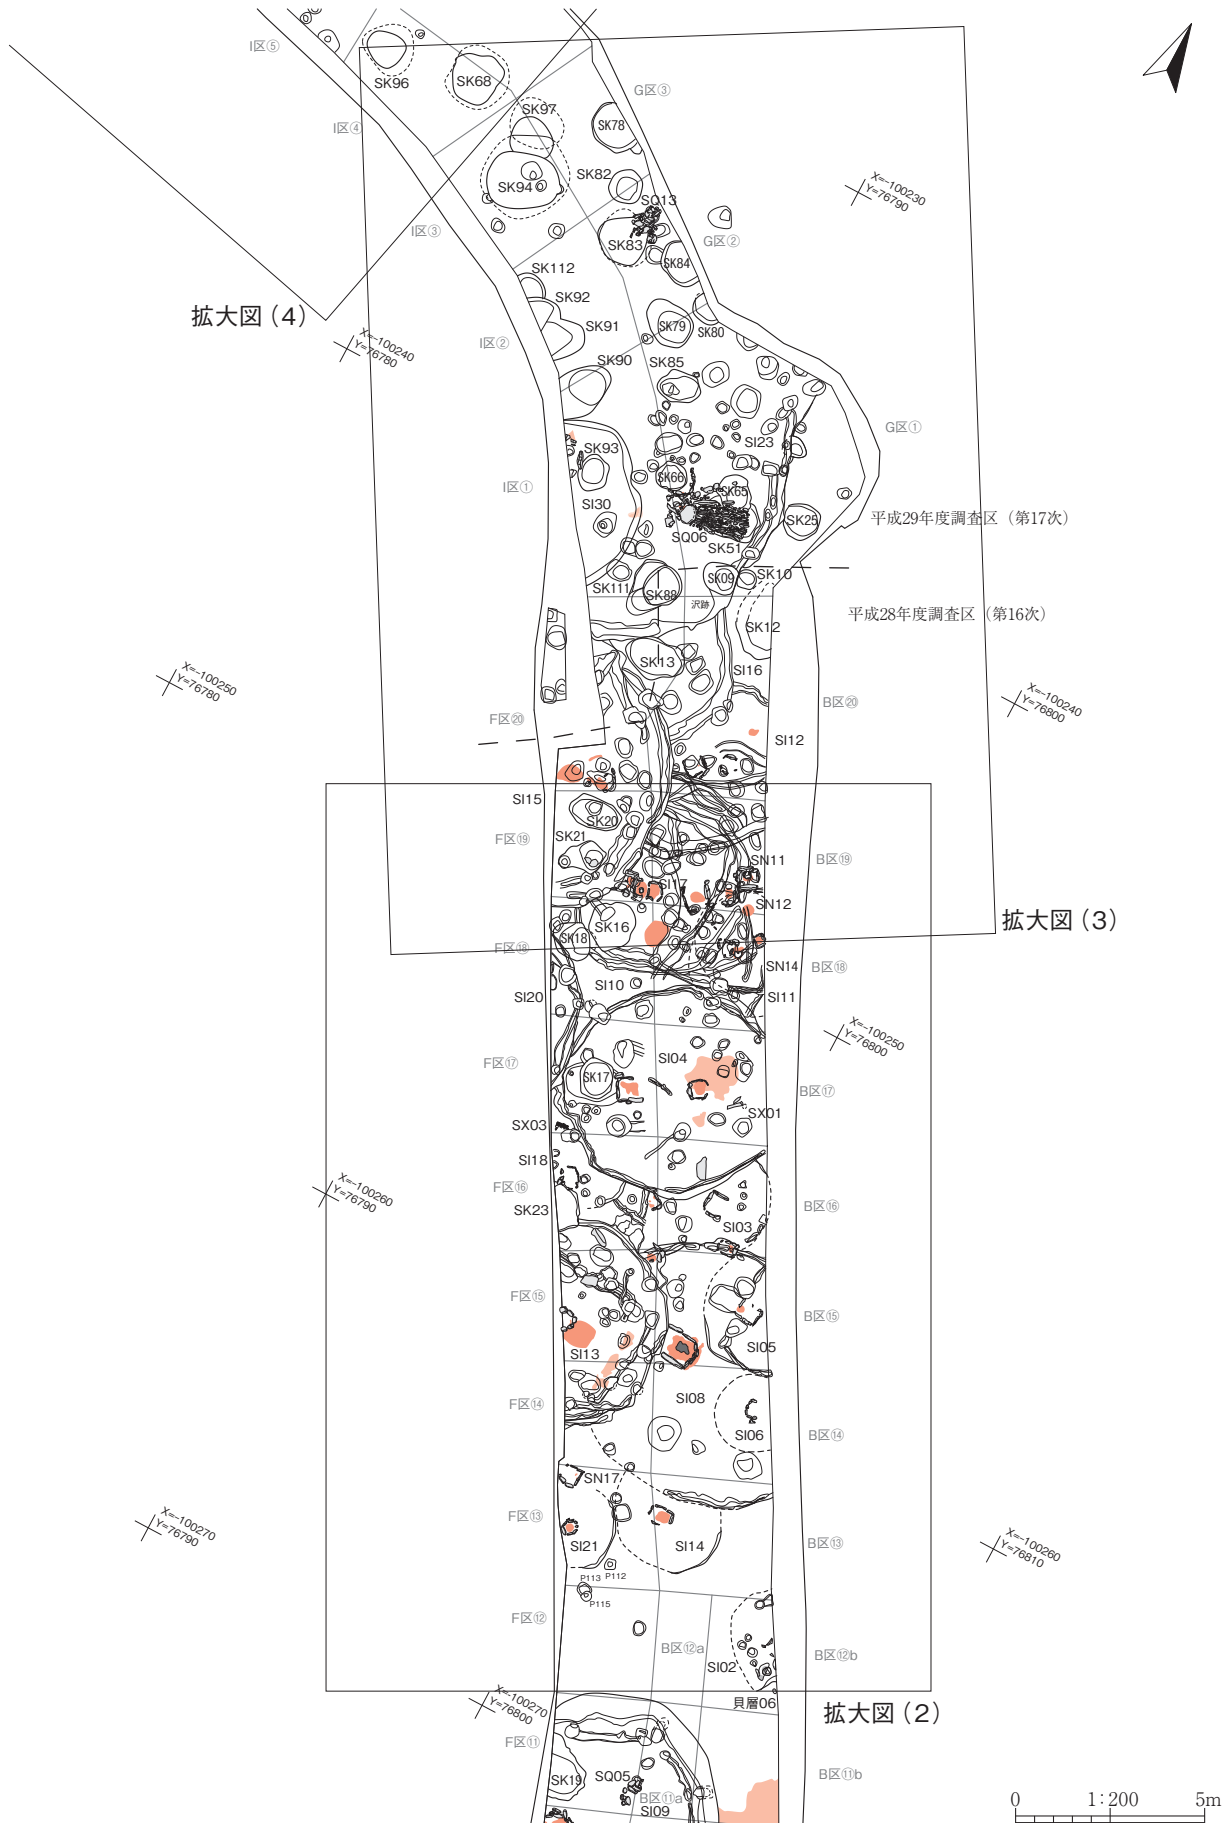 I区⑤
SK96
SK68
G区③
I区④
SK97
SK78
SK82
SK94
SQ13
X=-100230
Y=76790
I区③
SK83
G区②
SK84
SK112
SK92
拡大図（4）
SK91
SK79
SK80
X=-100240
Y=76780
I区②
SK90
SK85
G区①
SI23
SK93
SK66
I区①
SK65
SI30
SK25
平成29年度調査区（第17次）
SQ06
SK51
SK09
SK10
SK111
SK88
沢跡
平成28年度調査区（第16次）
SK12
SK13
SI16
X=-100250
Y=76780
X=-100240
Y=76800
B区⑳
F区⑳
SI12
SI15
SK20
F区⑲
SK21
B区⑲
SN11
SI17
SN12
拡大図（3）
SK16
SK18
F区⑱
SN14
B区⑱
SI10
SI20
SI11
X=-100250
Y=76800
F区⑰
SI04
SK17
B区⑰
SX01
SX03
SI18
F区⑯
X=-100260
Y=76790
SK23
B区⑯
SI03
F区⑮
B区⑮
SI05
SI13
SI08
F区⑭
SI06
B区⑭
SN17
F区⑬
X=-100270
Y=76790
SI21
SI14
B区⑬
X=-100260
Y=76810
P113
P112
P115
F区⑫
B区⑫a
B区⑫b
SI02
X=-100270
Y=76800
貝層06
拡大図（2）
F区⑪
SK19
SQ05
B区⑪a
B区⑪b
SI09
0
1:200
5m